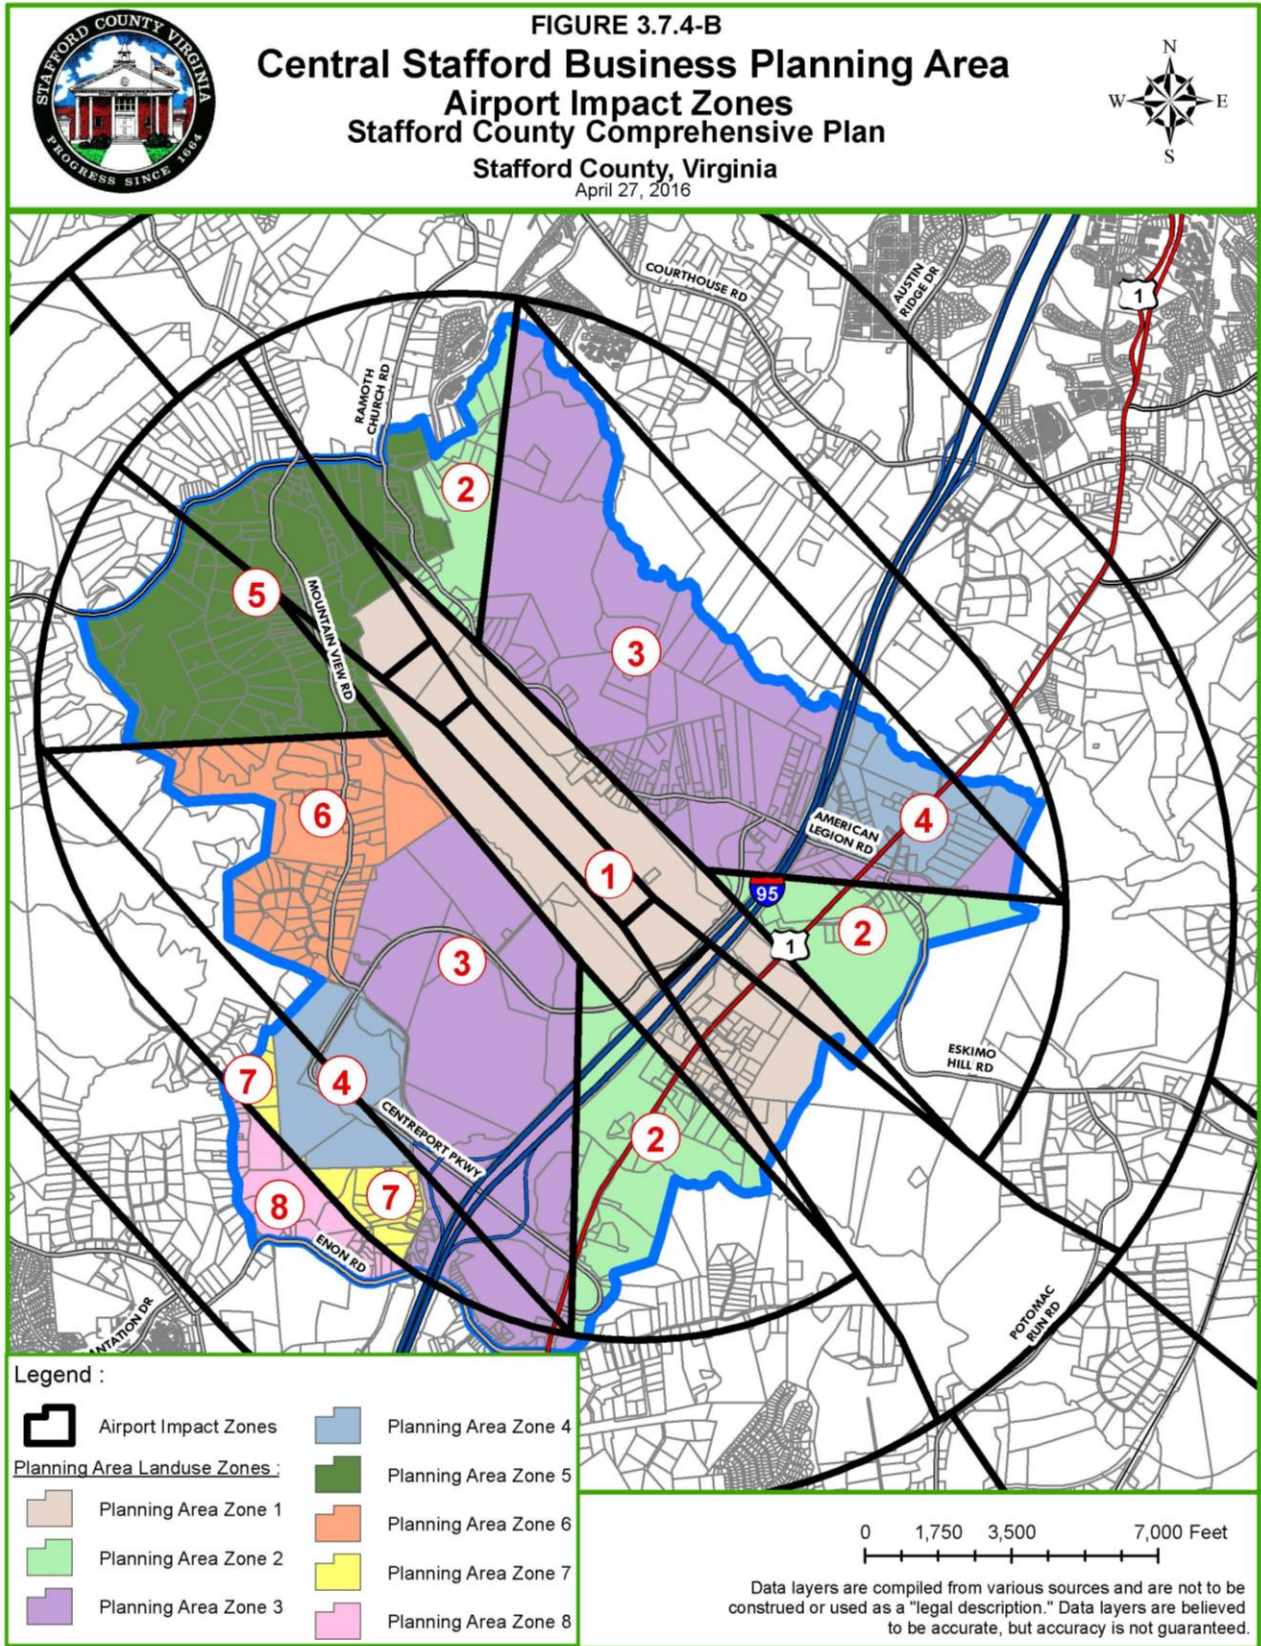 FIGURE 3.7.4-B
Central Stafford Business Planning Area
Airport Impact Zones
Stafford County Comprehensive Plan
Stafford County, Virginia
April 27, 2016
STAFFORD COUNTY VIRGINIA
PROGRESS SINCE 1664
N
W E
S
COURTHOUSE RD
AUSTIN
RIDGE DR
1
RAMOTH
CHURCH RD
2
5
MOUNTAIN VIEW RD
3
6
AMERICAN
LEGION RD
4
1
95
2
1
3
ESKIMO
HILL RD
7
4
CENTREPORT PKWY
2
7
8
ENON RD
ANTATION DR
POTOMAC
RUN RD
Legend :
Airport Impact Zones
Planning Area Landuse Zones :
Planning Area Zone 1
Planning Area Zone 2
Planning Area Zone 3
Planning Area Zone 4
Planning Area Zone 5
Planning Area Zone 6
Planning Area Zone 7
Planning Area Zone 8
0 1,750 3,500 7,000 Feet
Data layers are compiled from various sources and are not to be
construed or used as a "legal description." Data layers are believed
to be accurate, but accuracy is not guaranteed.